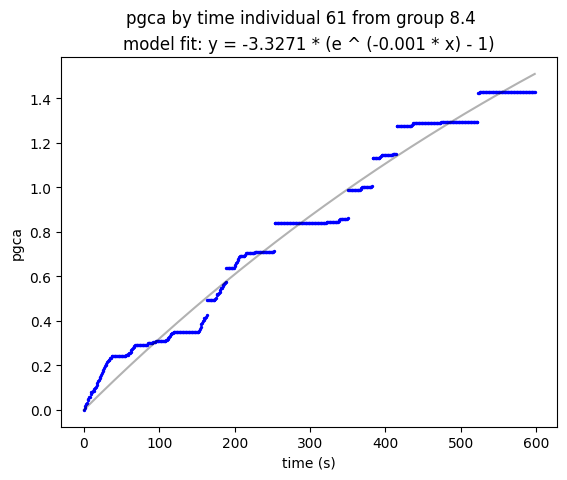 pgca by time individual 61 from group 8.4
model fit: y = -3.3271 * (e ^ (-0.001 * x) - 1)
1.4
1.2
1.0
0.8
0.6
0.4
0.2
0.0
pgca
0 100 200 300 400 500 600
time (s)